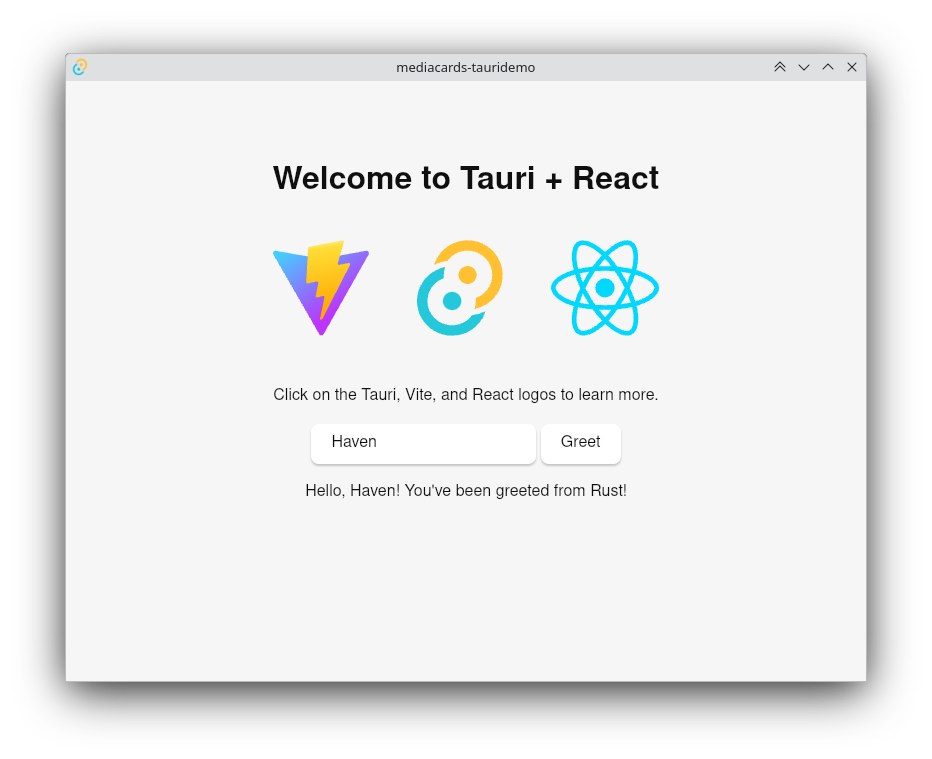 mediacards-tauridemo
Welcome to Tauri + React
Click on the Tauri, Vite, and React logos to learn more.
Haven
Greet
Hello, Haven! You've been greeted from Rust!